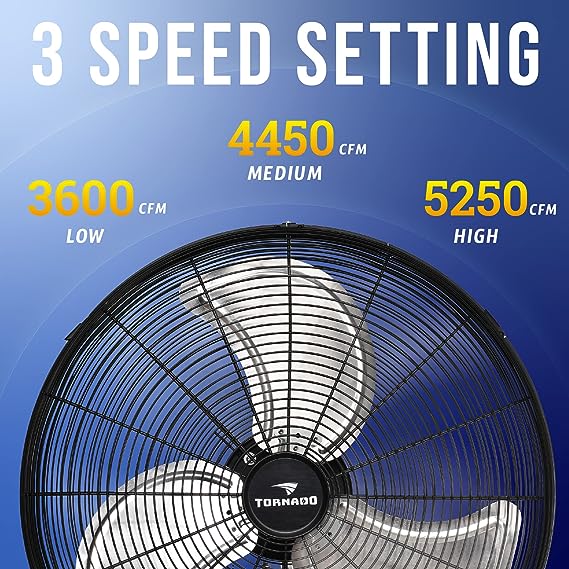 3 SPEED SETTING
4450 CFM
MEDIUM
3600 CFM
LOW
5250 CFM
HIGH
TORNADO